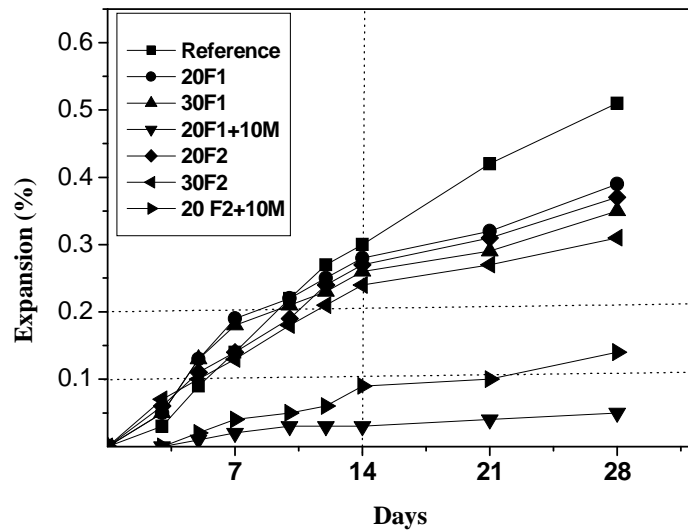 0.6
0.5
0.4
0.3
0.2
0.1
Expansion (%)
Reference
20F1
30F1
20F1+10M
20F2
30F2
20 F2+10M
7 14 21 28
Days